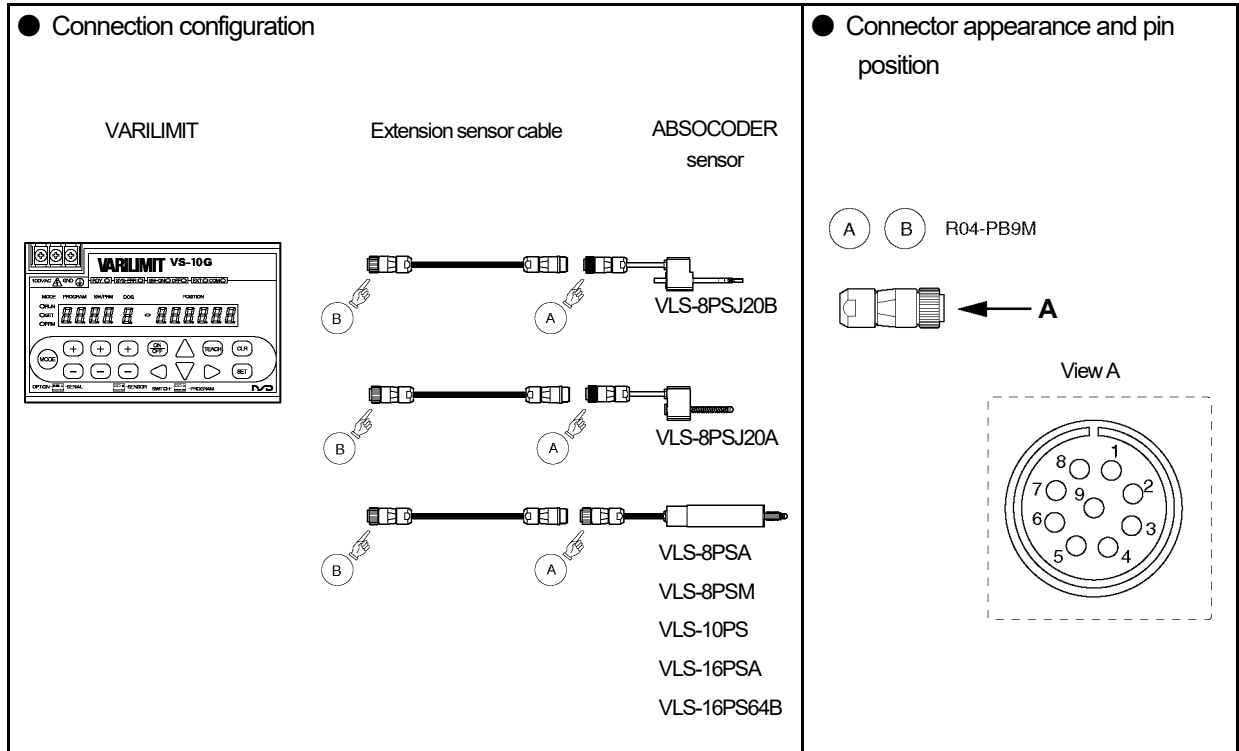 ● Connection configuration
VARILIMIT
Extension sensor cable
ABSOCODER
sensor
VARILIMIT VS-10G
100VAC GND
MODE PROGRAM SW/PRM DOG POSITION
RUN
SET
PRM
MODE
+ + + ON/OFF TEACH CLR
- - - SET
OPTION SERIAL SENSOR SWITCH PROGRAM
B
A
VLS-8PSJ20B
B
A
VLS-8PSJ20A
B
A
VLS-8PSA
VLS-8PSM
VLS-10PS
VLS-16PSA
VLS-16PS64B
● Connector appearance and pin
position
A B R04-PB9M
A
View A
8 1
7 9 2
6 3
5 4